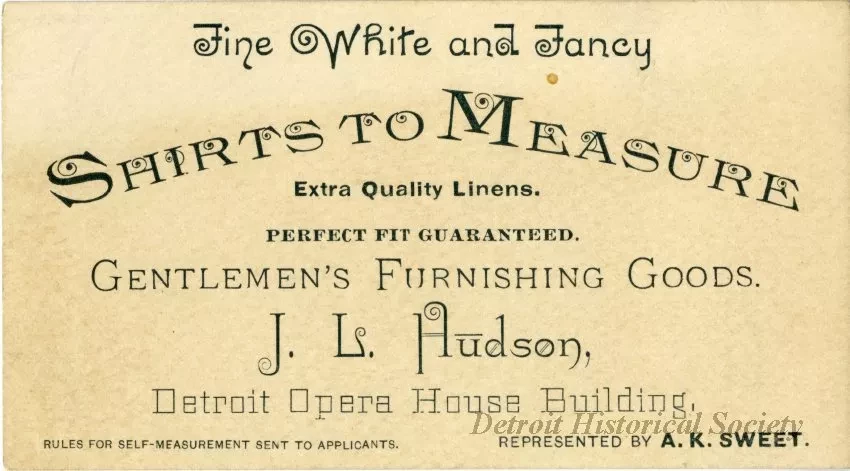 Fine White and Fancy
SHIRTS TO MEASURE
Extra Quality Linens.
PERFECT FIT GUARANTEED.
GENTLEMEN'S FURNISHING GOODS.
J. L. Hudson,
Detroit Opera House Building.
Detroit Historical Society
RULES FOR SELF-MEASUREMENT SENT TO APPLICANTS.
REPRESENTED BY A. K. SWEET.